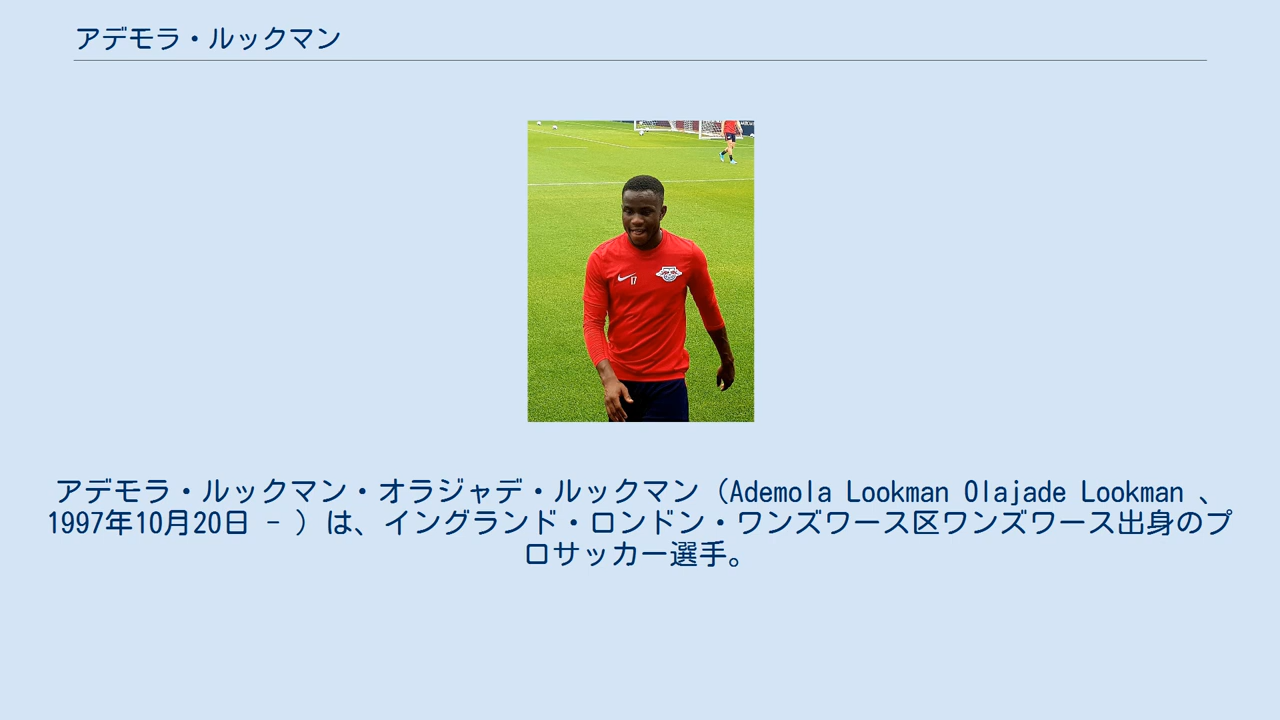 アデモラ・ルックマン
17
アデモラ・ルックマン・オラジャデ・ルックマン（Ademola Lookman Olajade Lookman 、
1997年10月20日 - ）は、イングランド・ロンドン・ワンズワース区ワンズワース出身のプ
ロサッカー選手。